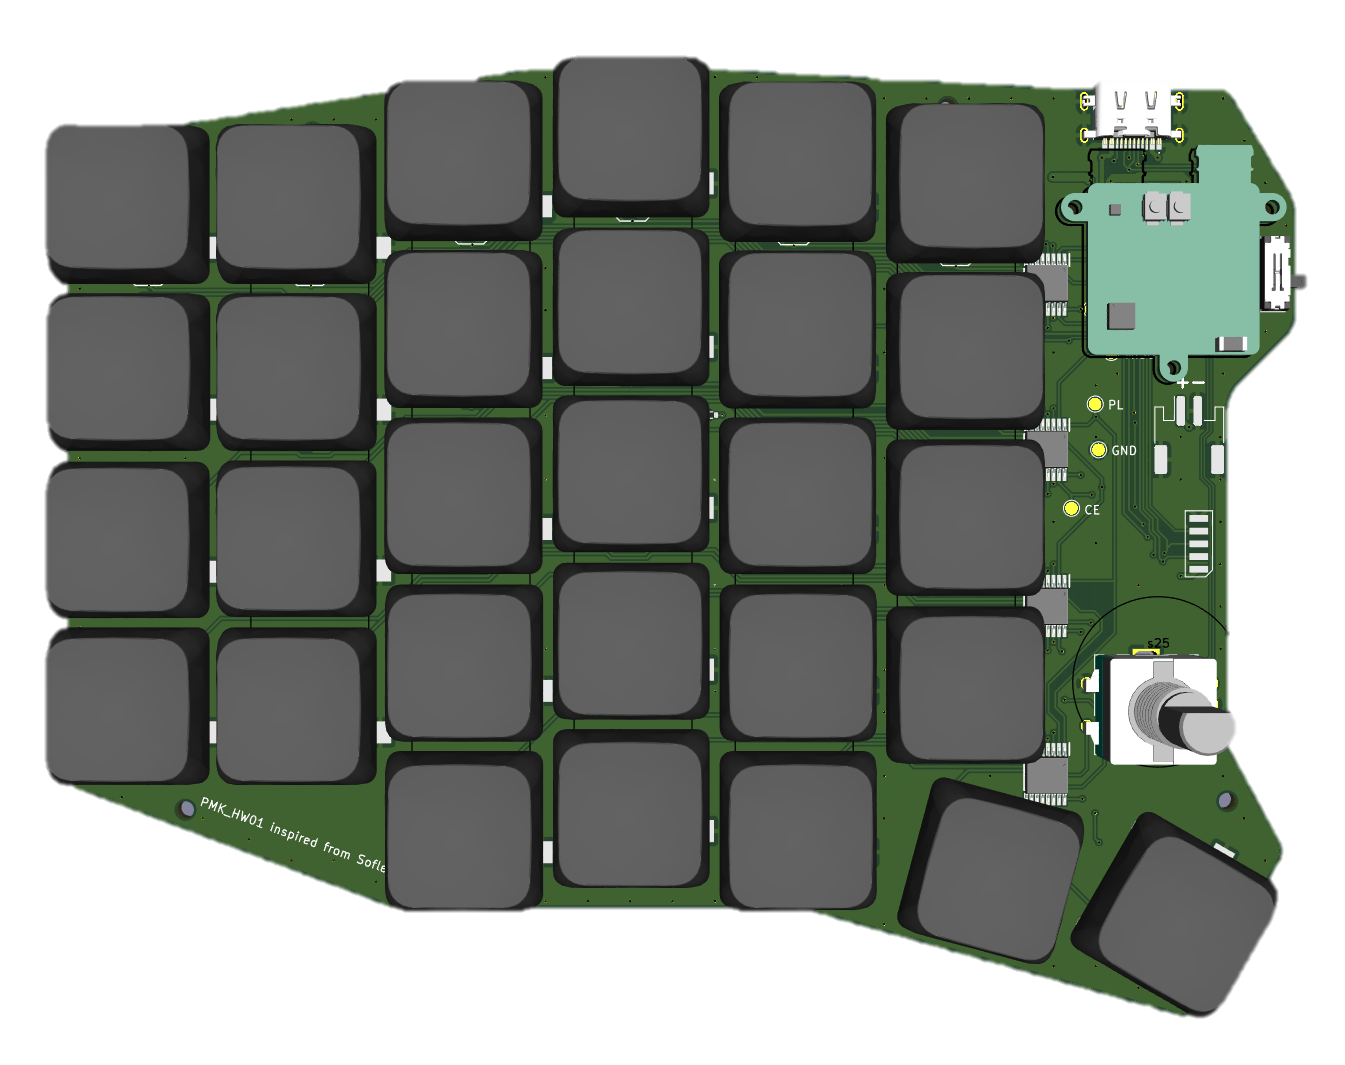 + -
PL
GND
CE
s25
PMK_HW01 inspired from Sofle